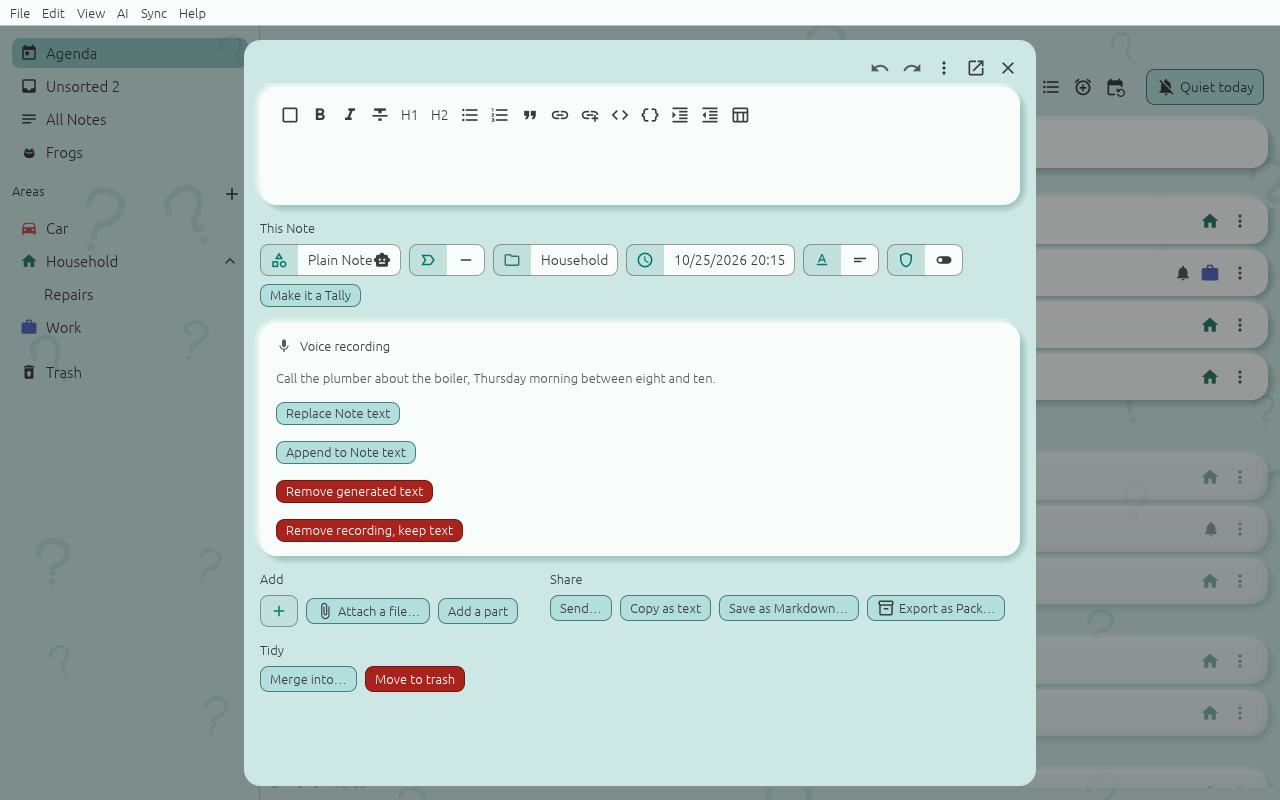 File Edit View AI Sync Help
Agenda
Unsorted 2
All Notes
Frogs
Areas
Car
Household
Repairs
Work
Trash
Quiet today
H1 H2
This Note
Plain Note
Household
10/25/2026 20:15
Make it a Tally
Voice recording
Call the plumber about the boiler, Thursday morning between eight and ten.
Replace Note text
Append to Note text
Remove generated text
Remove recording, keep text
Add
Attach a file…
Add a part
Share
Send…
Copy as text
Save as Markdown…
Export as Pack…
Tidy
Merge into…
Move to trash